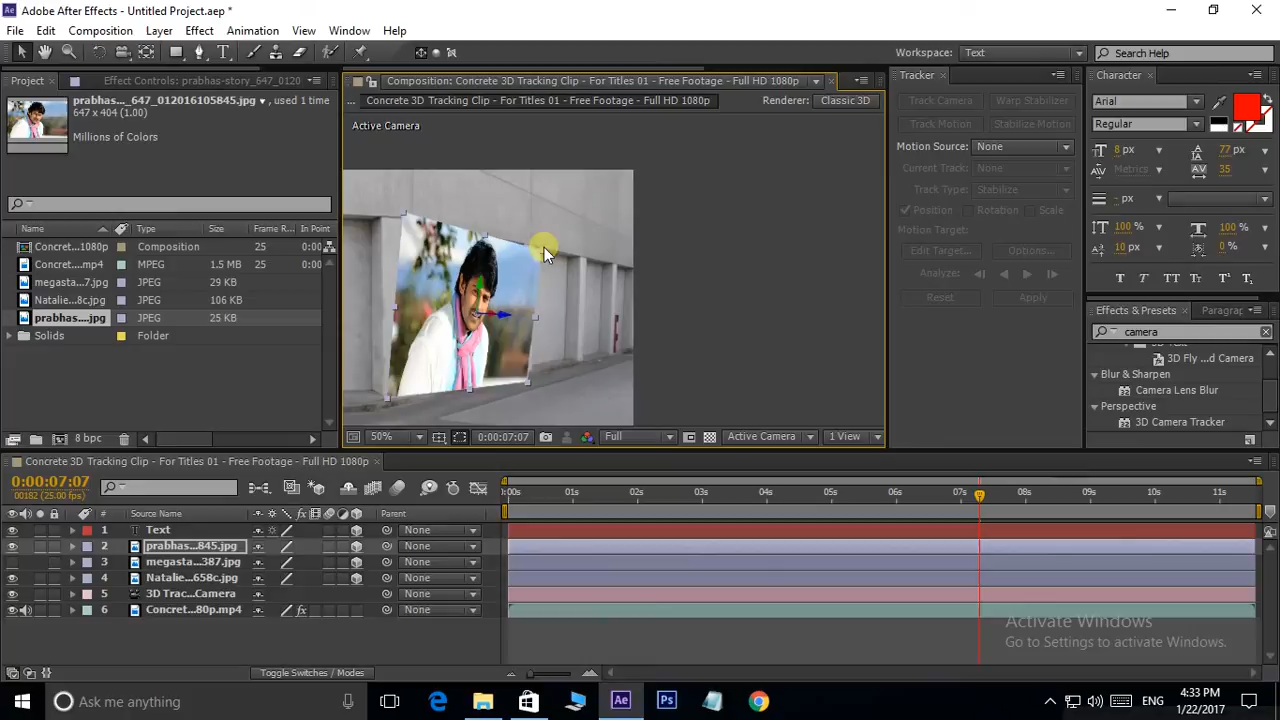 Adobe After Effects - Untitled Project.aep *
File Edit Composition Layer Effect Animation View Window Help
Workspace: Text Search Help
Project Effect Controls: prabhas-story_647_0120
prabhas..._647_012016105845.jpg ▾, used 1 time
647 x 404 (1.00)
Millions of Colors
Name Type Size Frame R... In Point
Concret...1080p Composition 25 0:00
Concret....mp4 MPEG 1.5 MB 25 0:00
megasta...7.jpg JPEG 29 KB
Natalie...8c.jpg JPEG 106 KB
prabhas....jpg JPEG 25 KB
Solids Folder
8 bpc
Composition: Concrete 3D Tracking Clip - For Titles 01 - Free Footage - Full HD 1080p
... Concrete 3D Tracking Clip - For Titles 01 - Free Footage - Full HD 1080p Renderer: Classic 3D
Active Camera
50% 0:00:07:07 Full Active Camera 1 View
Tracker
Track Camera Warp Stabilizer
Track Motion Stabilize Motion
Motion Source: None
Current Track: None
Track Type: Stabilize
Position Rotation Scale
Motion Target:
Edit Target... Options...
Analyze:
Reset Apply
Character
Arial
Regular
8 px 77 px
Metrics 35
- px
100 % 100 %
10 px 0 %
T T TT Tt T¹ T₁
Effects & Presets Paragra
camera
3D Fly ...d Camera
Blur & Sharpen
Camera Lens Blur
Perspective
3D Camera Tracker
Concrete 3D Tracking Clip - For Titles 01 - Free Footage - Full HD 1080p
0:00:07:07
00182 (25.00 fps)
:00s 01s 02s 03s 04s 05s 06s 07s 08s 09s 10s 11s
# Source Name Parent
1 T Text None
2 prabhas...845.jpg None
3 megasta...387.jpg None
4 Natalie...658c.jpg None
5 3D Trac...Camera None
6 Concret...80p.mp4 fx None
Toggle Switches / Modes
Activate Windows
Go to Settings to activate Windows.
Ask me anything
ENG
4:33 PM
1/22/2017